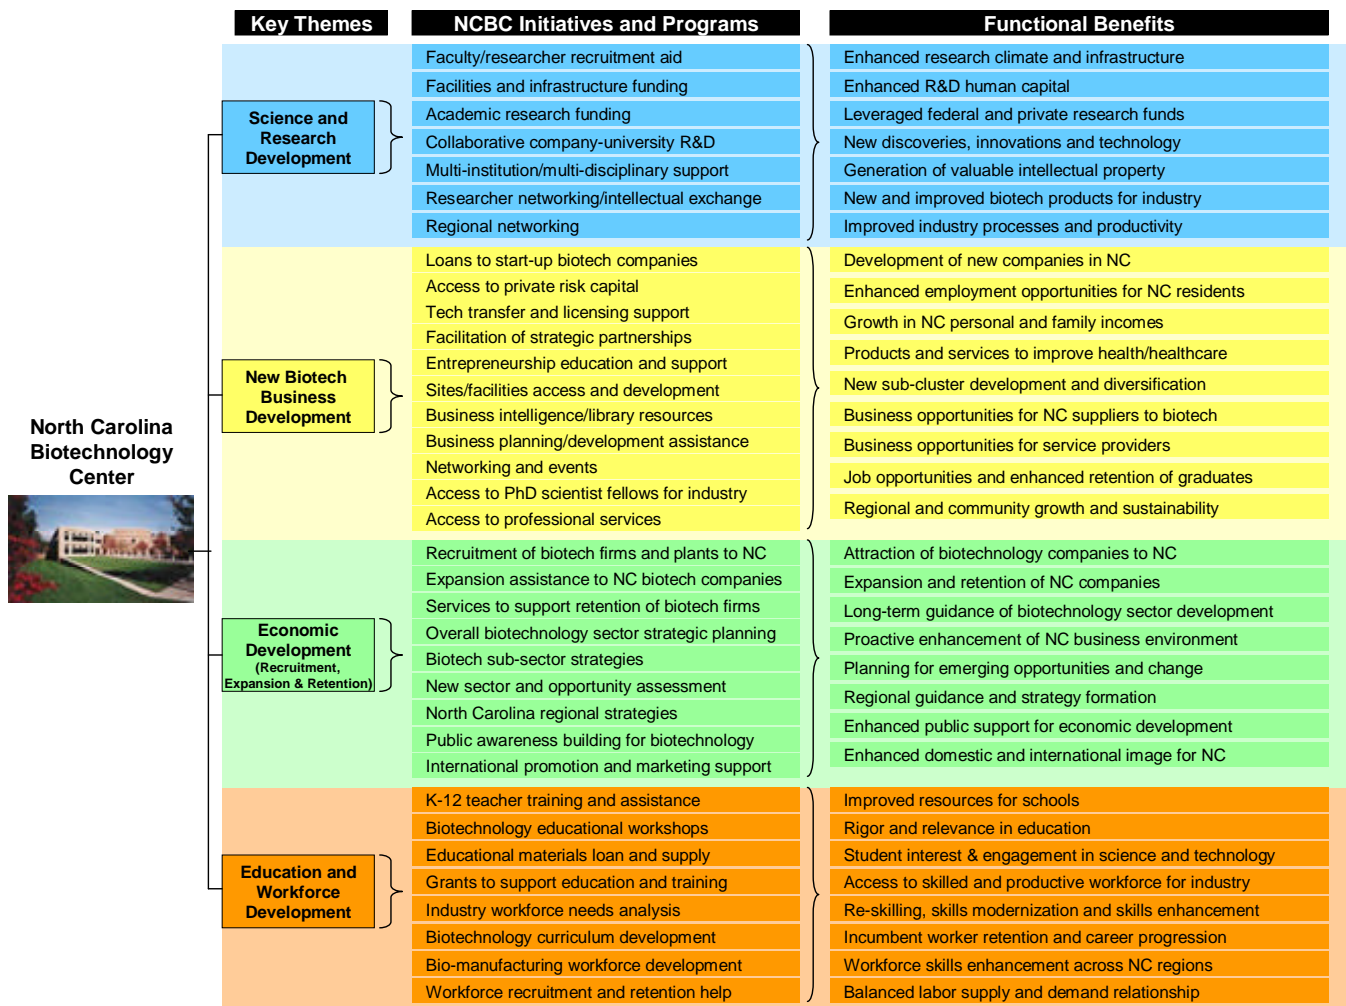 Key Themes
NCBC Initiatives and Programs
Functional Benefits
North Carolina
Biotechnology
Center
Science and
Research
Development
Faculty/researcher recruitment aid
Facilities and infrastructure funding
Academic research funding
Collaborative company-university R&D
Multi-institution/multi-disciplinary support
Researcher networking/intellectual exchange
Regional networking
Enhanced research climate and infrastructure
Enhanced R&D human capital
Leveraged federal and private research funds
New discoveries, innovations and technology
Generation of valuable intellectual property
New and improved biotech products for industry
Improved industry processes and productivity
New Biotech
Business
Development
Loans to start-up biotech companies
Access to private risk capital
Tech transfer and licensing support
Facilitation of strategic partnerships
Entrepreneurship education and support
Sites/facilities access and development
Business intelligence/library resources
Business planning/development assistance
Networking and events
Access to PhD scientist fellows for industry
Access to professional services
Development of new companies in NC
Enhanced employment opportunities for NC residents
Growth in NC personal and family incomes
Products and services to improve health/healthcare
New sub-cluster development and diversification
Business opportunities for NC suppliers to biotech
Business opportunities for service providers
Job opportunities and enhanced retention of graduates
Regional and community growth and sustainability
Economic
Development
(Recruitment,
Expansion & Retention)
Recruitment of biotech firms and plants to NC
Expansion assistance to NC biotech companies
Services to support retention of biotech firms
Overall biotechnology sector strategic planning
Biotech sub-sector strategies
New sector and opportunity assessment
North Carolina regional strategies
Public awareness building for biotechnology
International promotion and marketing support
Attraction of biotechnology companies to NC
Expansion and retention of NC companies
Long-term guidance of biotechnology sector development
Proactive enhancement of NC business environment
Planning for emerging opportunities and change
Regional guidance and strategy formation
Enhanced public support for economic development
Enhanced domestic and international image for NC
Education and
Workforce
Development
K-12 teacher training and assistance
Biotechnology educational workshops
Educational materials loan and supply
Grants to support education and training
Industry workforce needs analysis
Biotechnology curriculum development
Bio-manufacturing workforce development
Workforce recruitment and retention help
Improved resources for schools
Rigor and relevance in education
Student interest & engagement in science and technology
Access to skilled and productive workforce for industry
Re-skilling, skills modernization and skills enhancement
Incumbent worker retention and career progression
Workforce skills enhancement across NC regions
Balanced labor supply and demand relationship